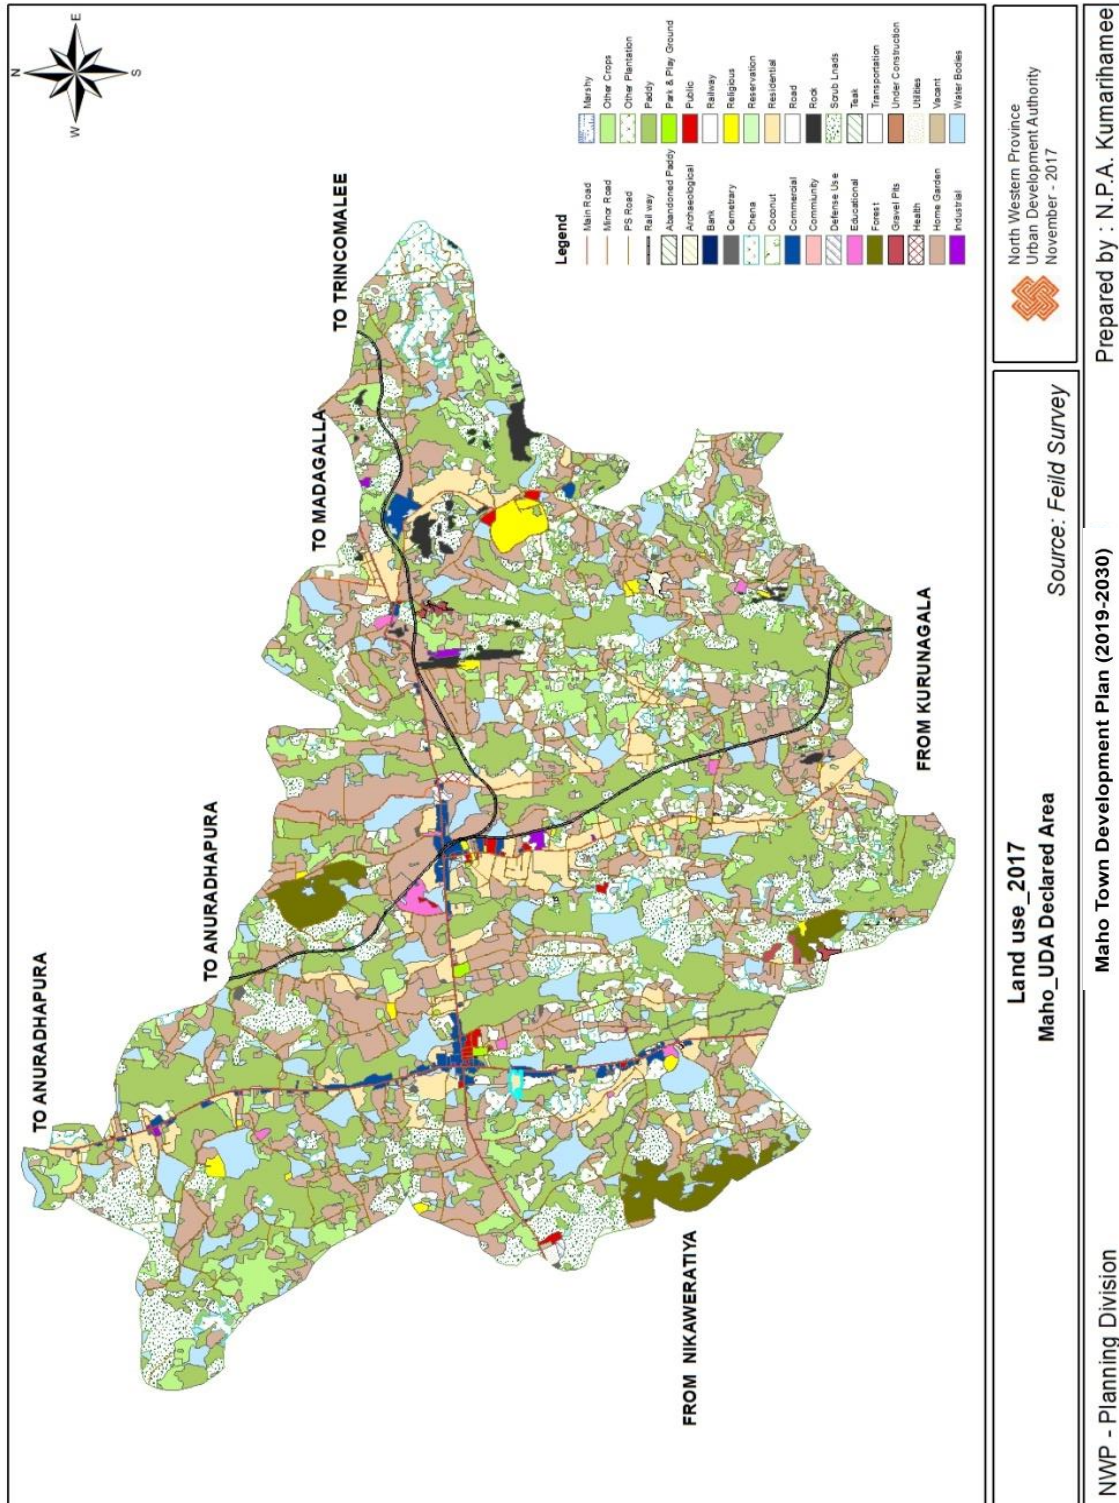 N
E
S
W
TO TRINCOMALEE
TO MADAGALLA
TO ANURADHAPURA
TO ANURADHAPURA
FROM KURUNAGALA
FROM NIKAWERATIYA
Legend
Main Road
Minor Road
PS Road
Rail way
Abandoned Paddy
Archaeological
Bank
Cemetrary
Chena
Coconut
Commercial
Community
Defense Use
Educational
Forest
Gravel Pits
Health
Home Garden
Industrial
Marshy
Other Crops
Other Plantation
Paddy
Park & Play Ground
Public
Railway
Religious
Reservation
Residential
Road
Rock
Scrub Lnads
Teak
Transportation
Under Construction
Utilities
Vacant
Water Bodies
Land use_2017
Maho_UDA Declared Area
Source: Feild Survey
North Western Province
Urban Development Authority
November - 2017
NWP - Planning Division
Maho Town Development Plan (2019-2030)
Prepared by : N.P.A. Kumarihamee